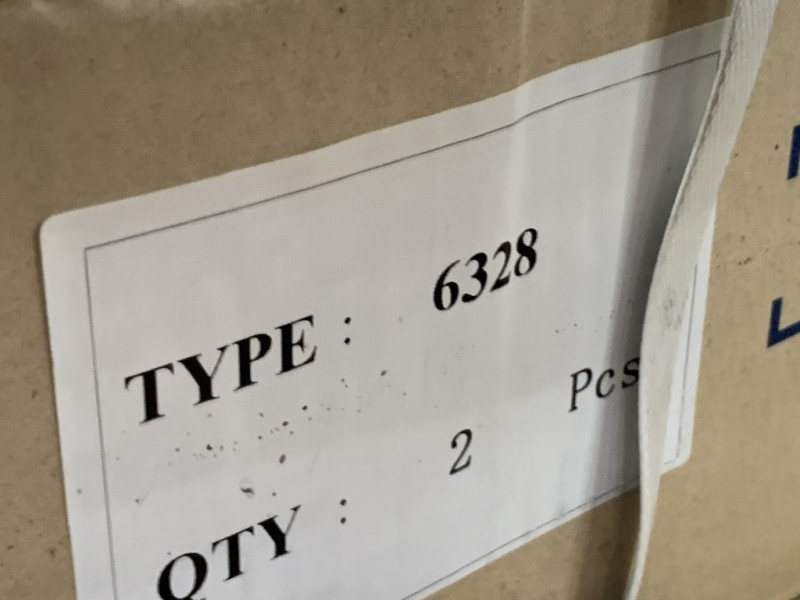 TYPE : 6328
QTY : 2 Pcs